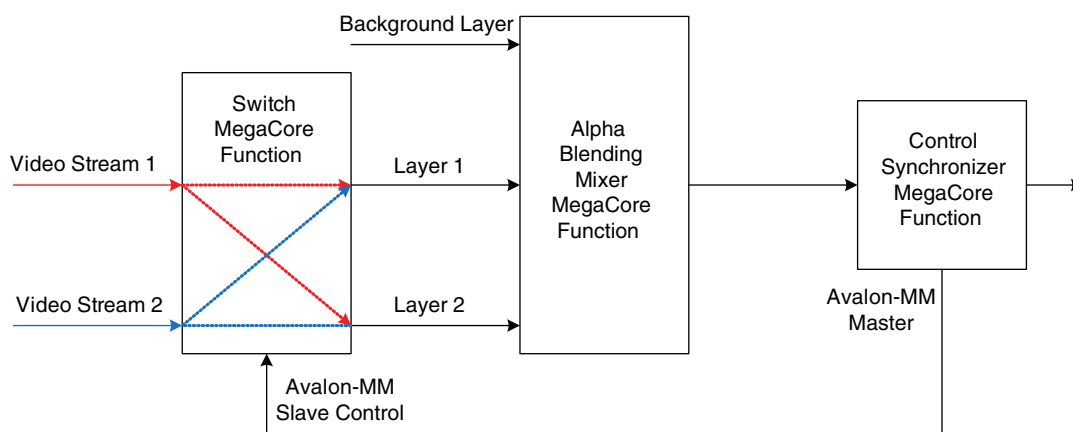 Background Layer
Switch
MegaCore
Function
Video Stream 1
Video Stream 2
Layer 1
Layer 2
Alpha
Blending
Mixer
MegaCore
Function
Control
Synchronizer
MegaCore
Function
Avalon-MM
Master
Avalon-MM
Slave Control